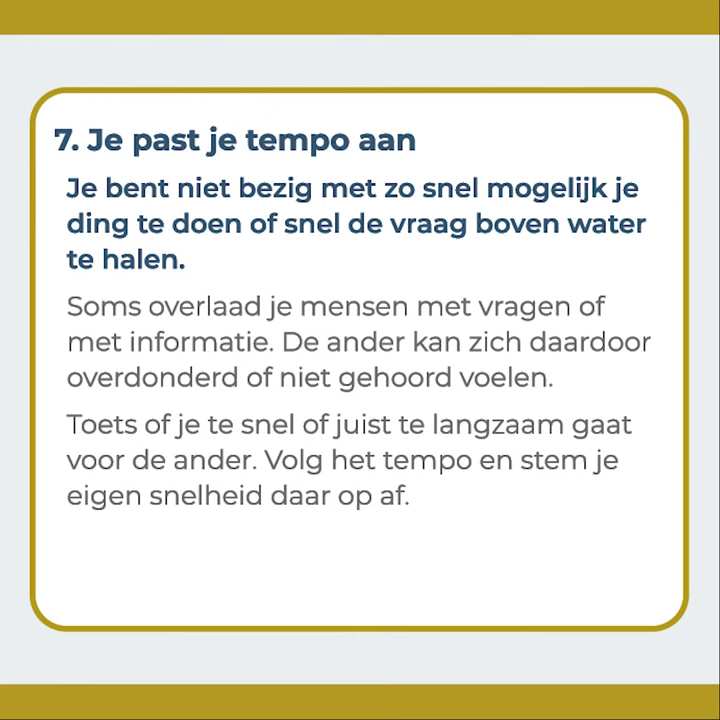 7. Je past je tempo aan
Je bent niet bezig met zo snel mogelijk je
ding te doen of snel de vraag boven water
te halen.
Soms overlaad je mensen met vragen of
met informatie. De ander kan zich daardoor
overdonderd of niet gehoord voelen.
Toets of je te snel of juist te langzaam gaat
voor de ander. Volg het tempo en stem je
eigen snelheid daar op af.